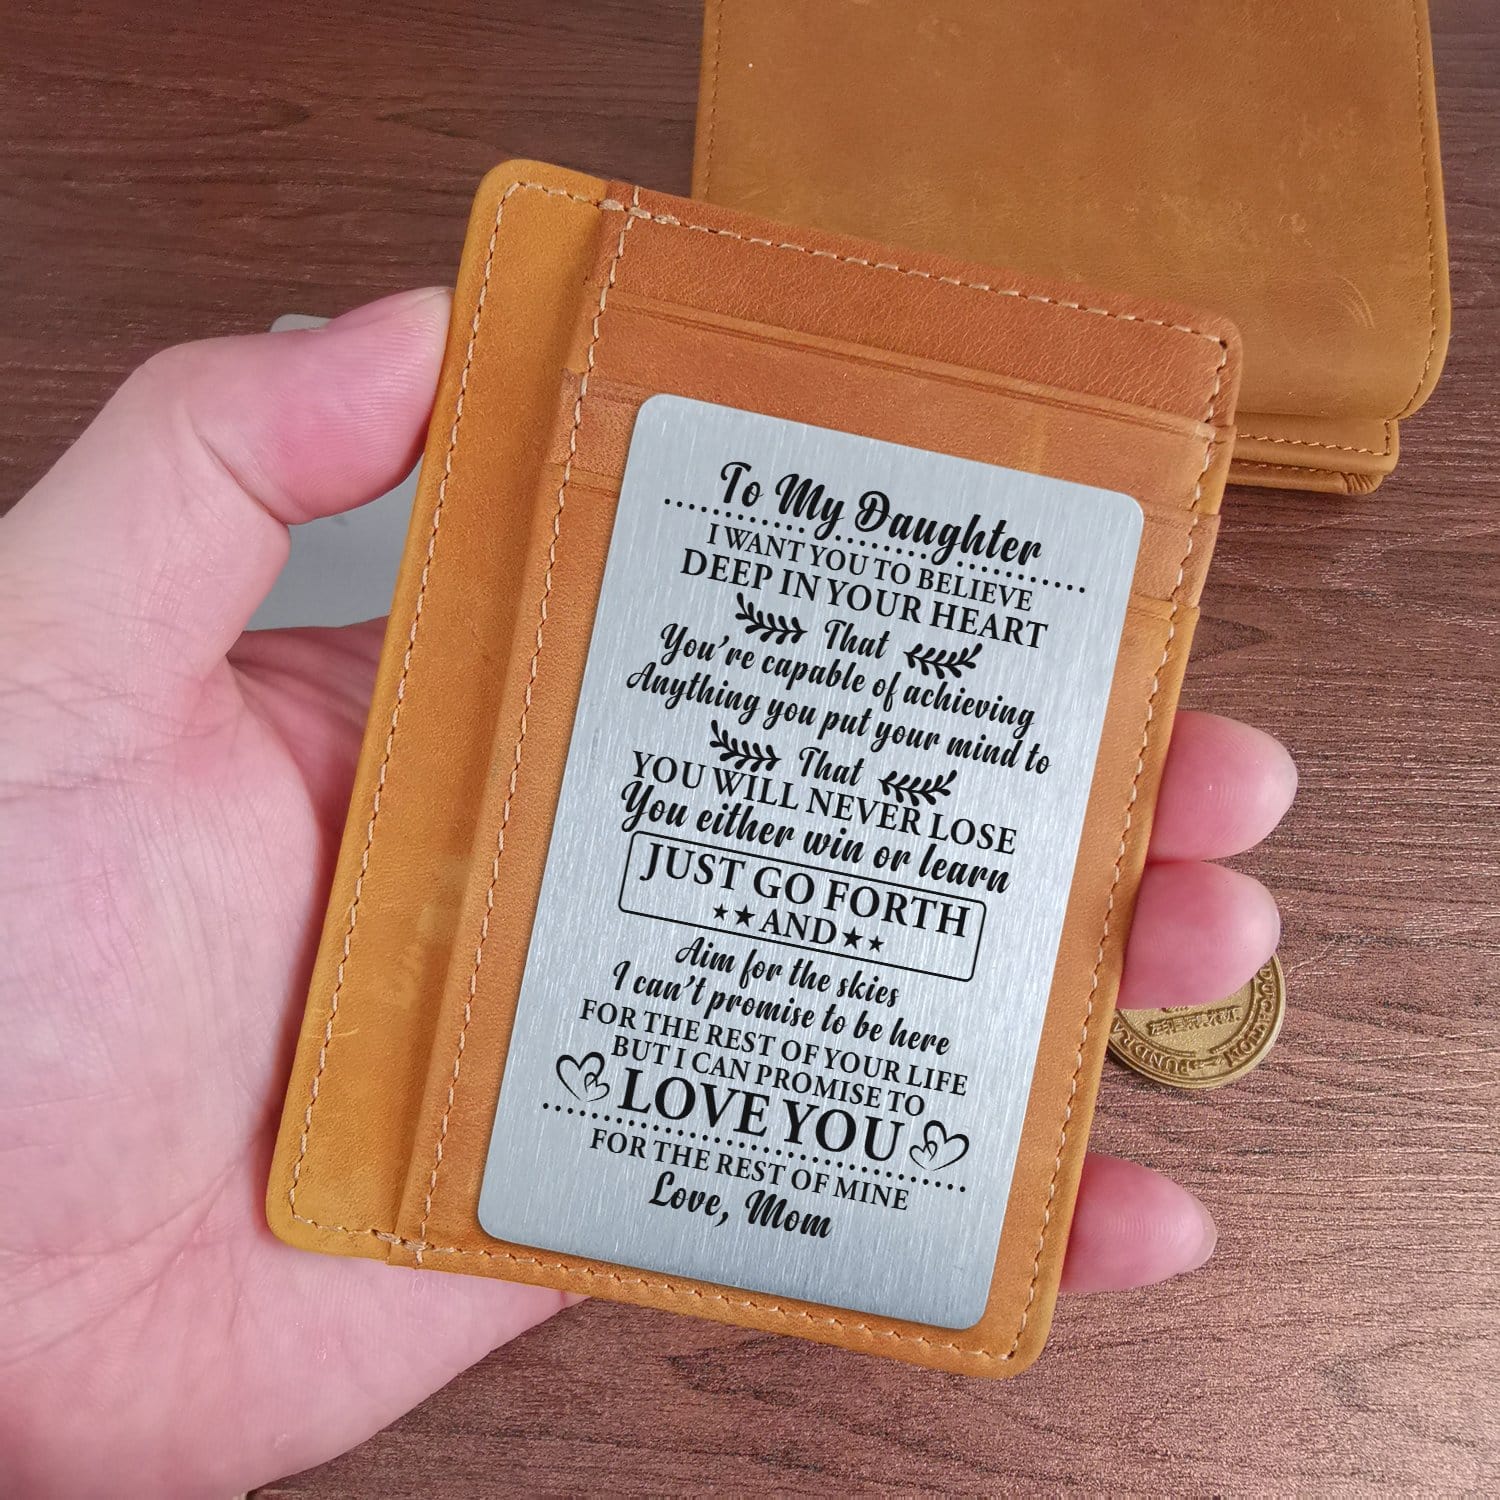 To My Daughter
I WANT YOU TO BELIEVE
DEEP IN YOUR HEART
That
You're capable of achieving
Anything you put your mind to
That
YOU WILL NEVER LOSE
You either win or learn
JUST GO FORTH
AND
Aim for the skies
I can't promise to be here
FOR THE REST OF YOUR LIFE
BUT I CAN PROMISE TO
LOVE YOU
FOR THE REST OF MINE
Love, Mom